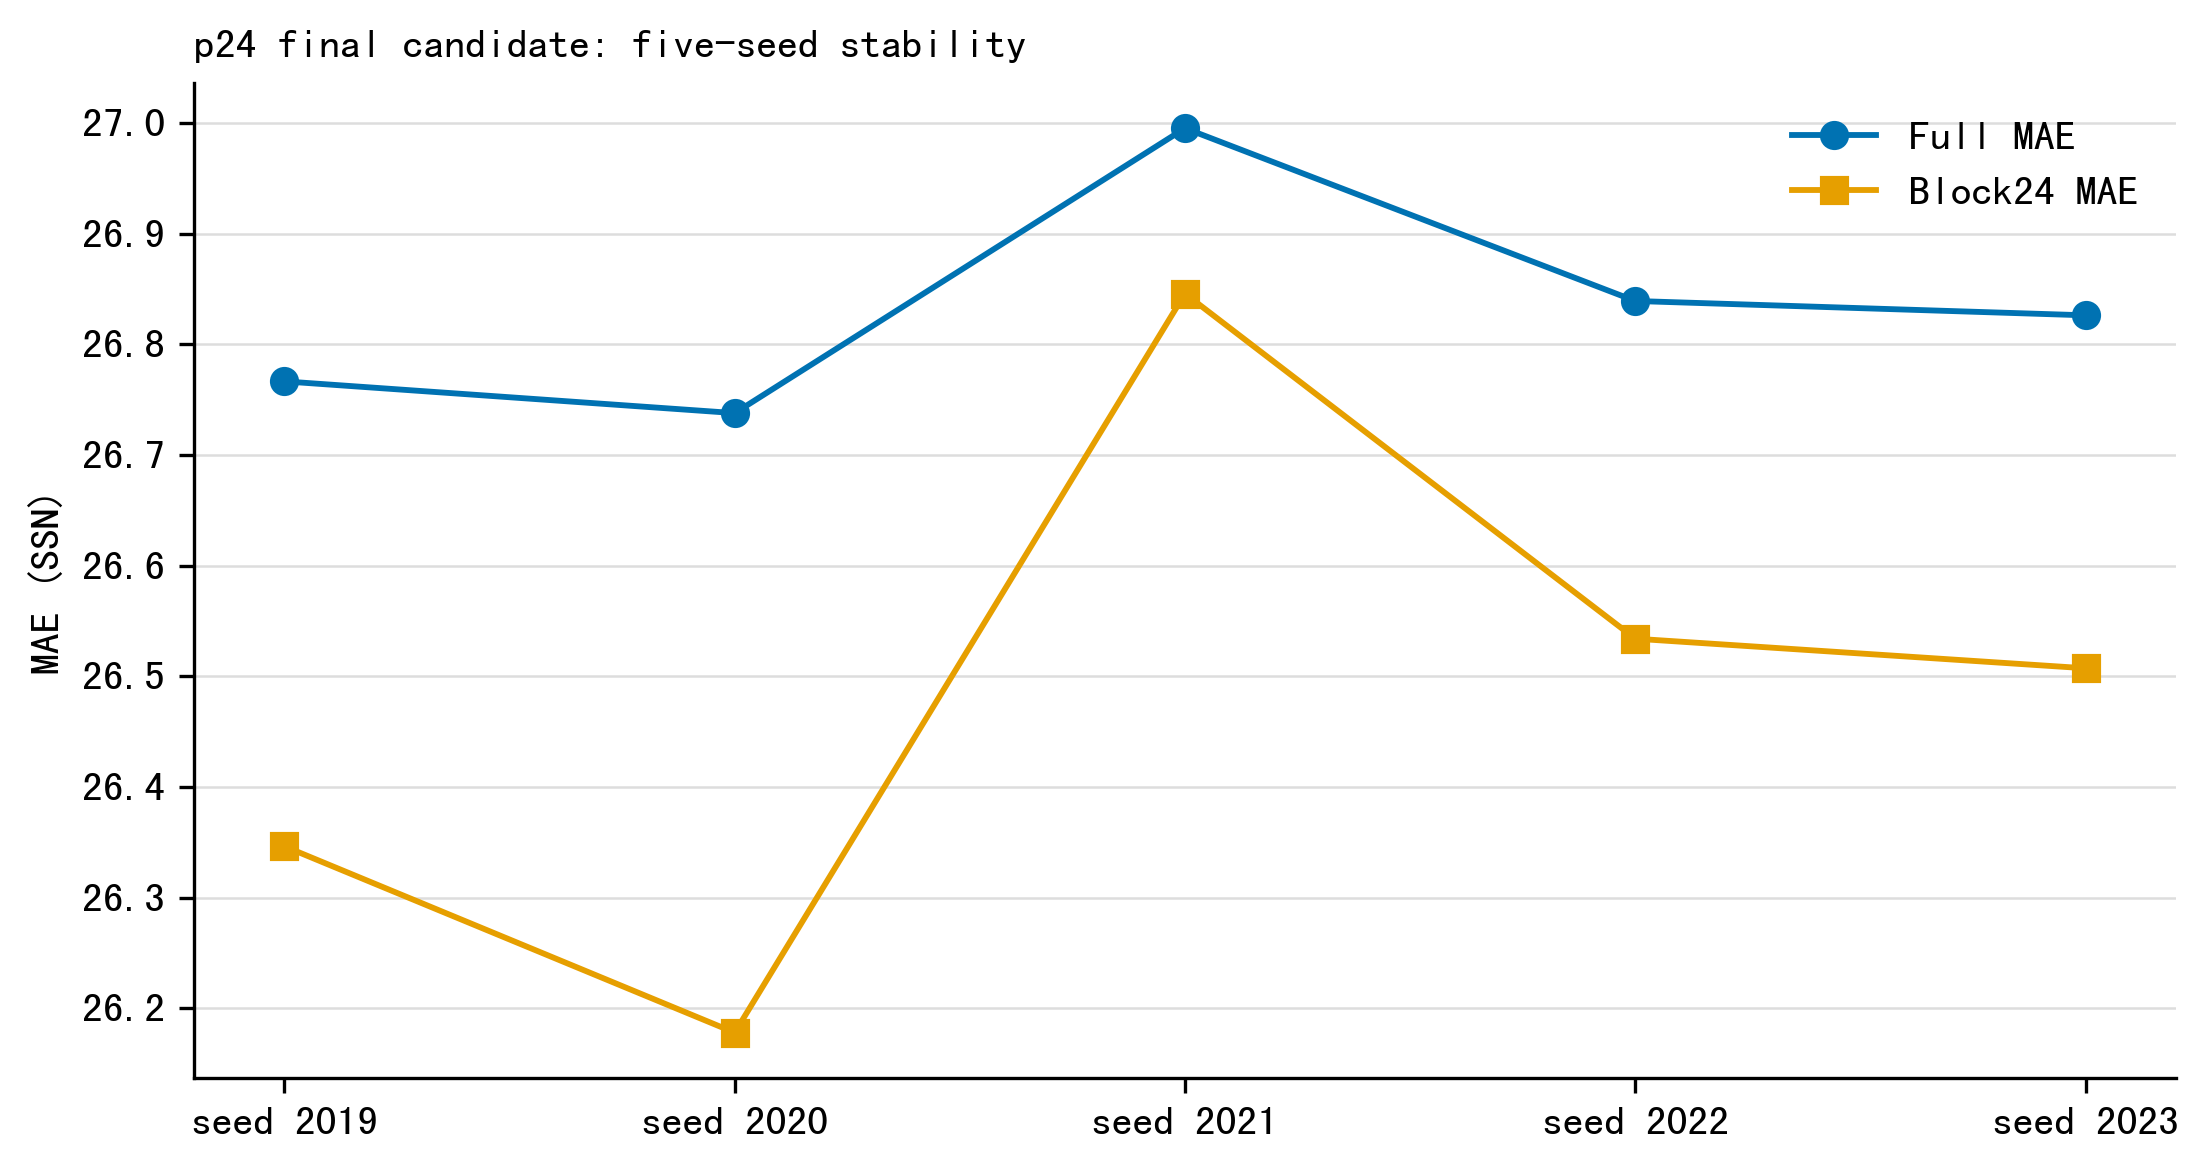 p24 final candidate: five-seed stability
27.0
26.9
26.8
26.7
26.6
26.5
26.4
26.3
26.2
MAE (SSN)
Full MAE
Block24 MAE
seed 2019
seed 2020
seed 2021
seed 2022
seed 2023